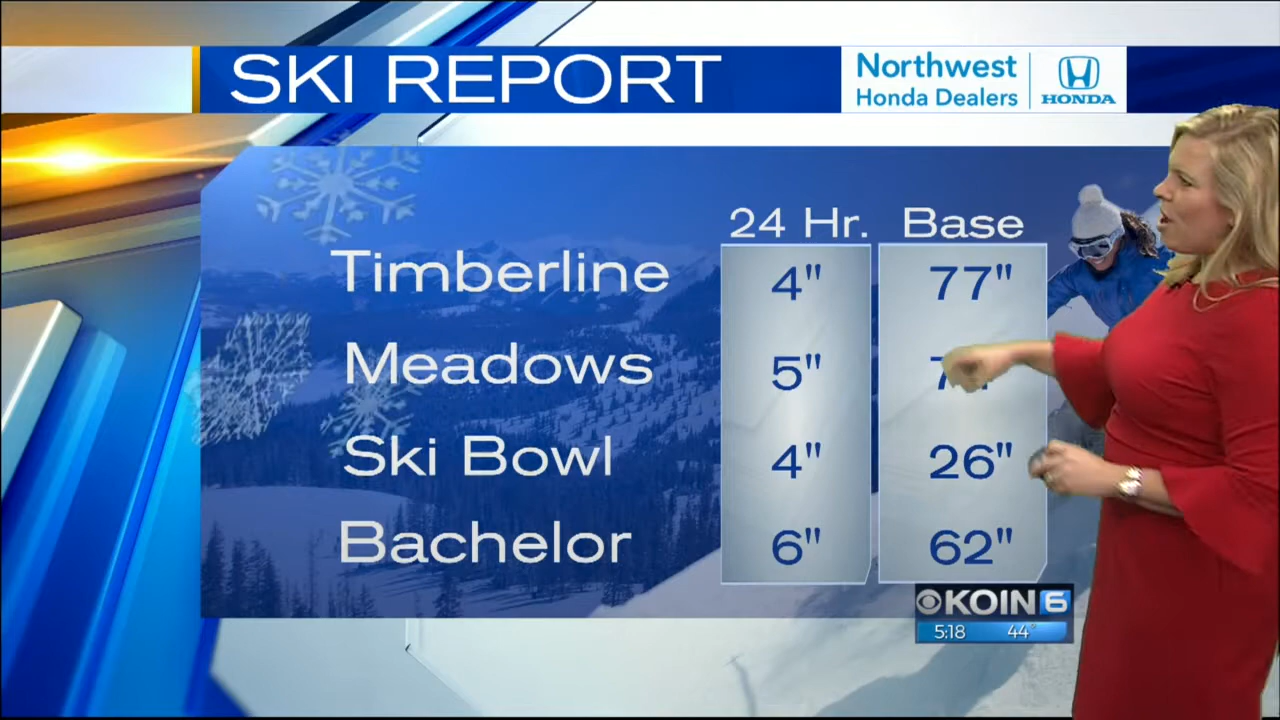 SKI REPORT
Northwest
Honda Dealers
HONDA
24 Hr. Base
Timberline 4" 77"
Meadows 5"
Ski Bowl 4" 26"
Bachelor 6" 62"
KOIN 6
5:18 44°